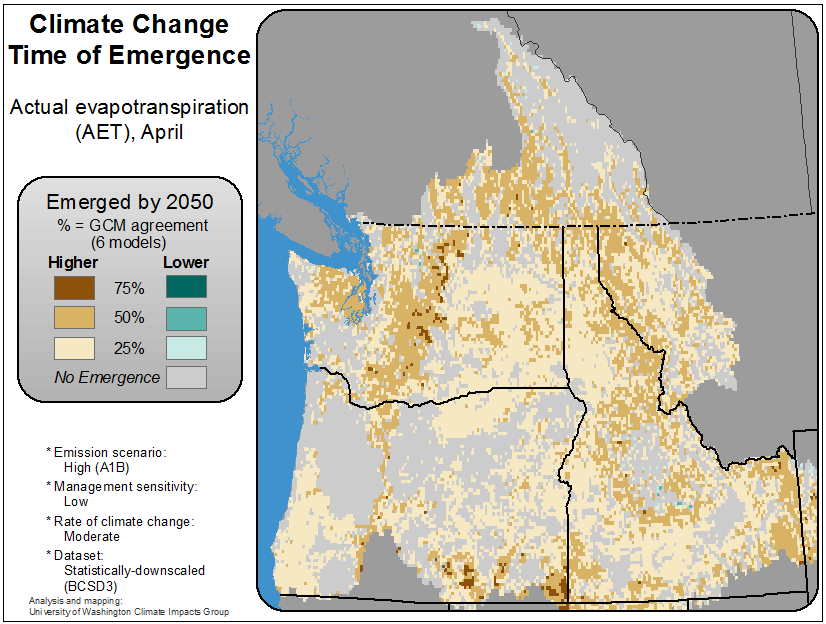 Climate Change
Time of Emergence
Actual evapotranspiration
(AET), April
Emerged by 2050
% = GCM agreement
(6 models)
Higher Lower
75%
50%
25%
No Emergence
* Emission scenario:
High (A1B)
* Management sensitivity:
Low
* Rate of climate change:
Moderate
* Dataset:
Statistically-downscaled
(BCSD3)
Analysis and mapping:
University of Washington Climate Impacts Group